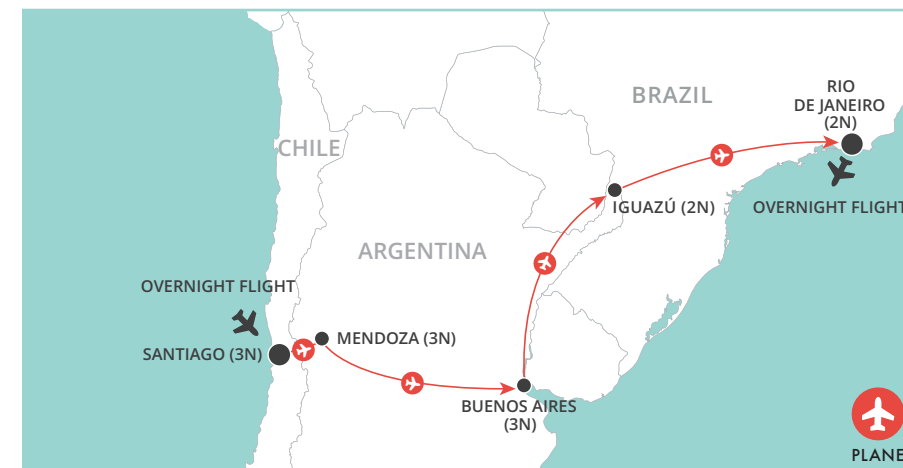 BRAZIL
RIO
DE JANEIRO
(2N)
CHILE
IGUAZÚ (2N)
OVERNIGHT FLIGHT
ARGENTINA
OVERNIGHT FLIGHT
MENDOZA (3N)
SANTIAGO (3N)
BUENOS AIRES
(3N)
PLANE